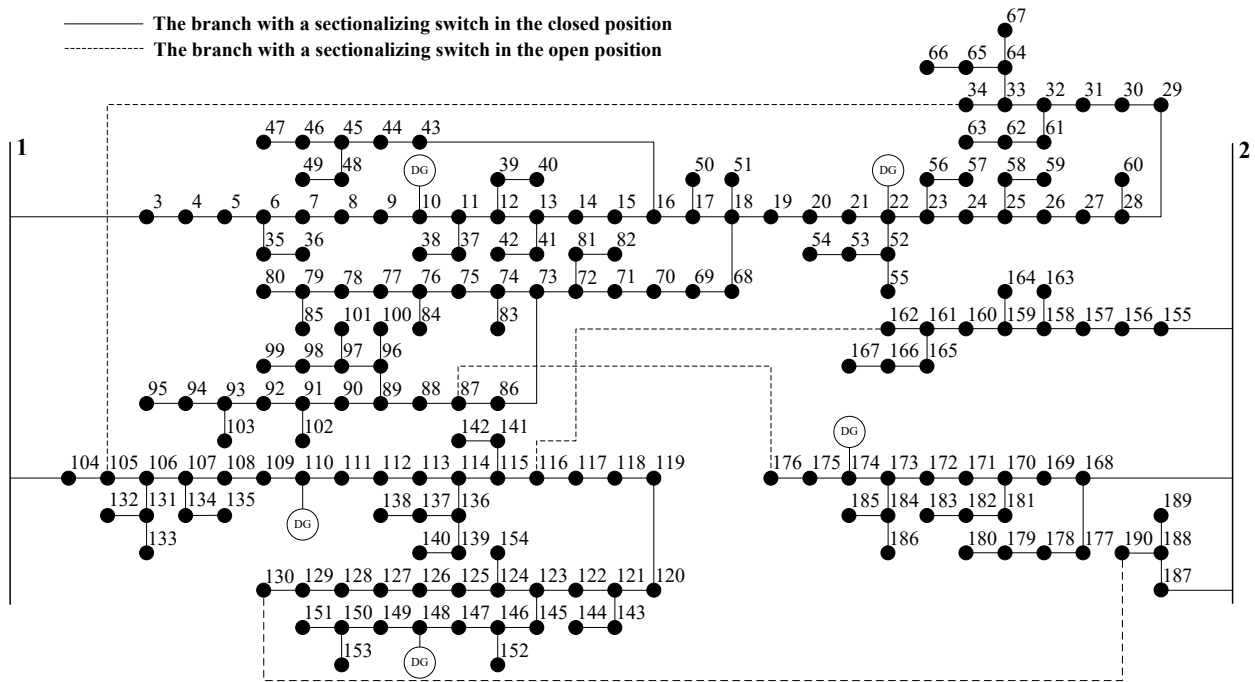 The branch with a sectionalizing switch in the closed position
The branch with a sectionalizing switch in the open position
67
66 65 64
34 33 32 31 30 29
47 46 45 44 43
63 62 61
1 2
49 48 DG 39 40 50 51 DG 56 57 58 59 60
3 4 5 6 7 8 9 10 11 12 13 14 15 16 17 18 19 20 21 22 23 24 25 26 27 28
35 36 38 37 42 41 81 82 54 53 52
80 79 78 77 76 75 74 73 72 71 70 69 68 55 164 163
85 101 100 84 83 162 161 160 159 158 157 156 155
99 98 97 96 167 166 165
95 94 93 92 91 90 89 88 87 86
103 102 142 141 DG
104 105 106 107 108 109 110 111 112 113 114 115 116 117 118 119 176 175 174 173 172 171 170 169 168
132 131 134 135 DG 138 137 136 185 184 183 182 181 189
133 140 139 154 186 180 179 178 177 190 188
130 129 128 127 126 125 124 123 122 121 120 187
151 150 149 148 147 146 145 144 143
153 DG 152